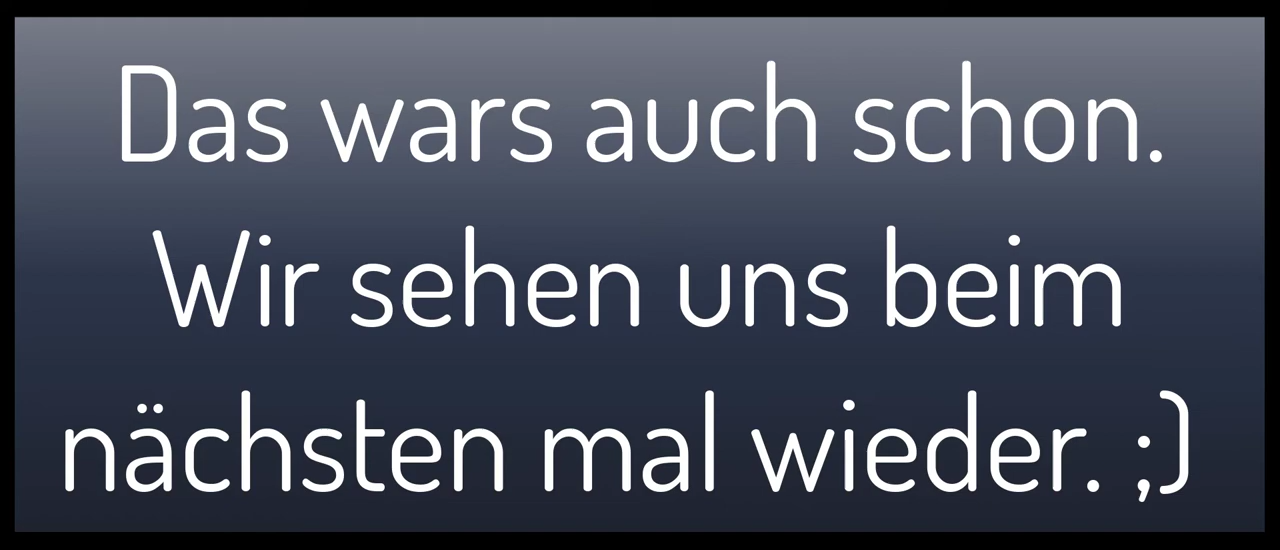 Das wars auch schon.
Wir sehen uns beim
nächsten mal wieder. ;)